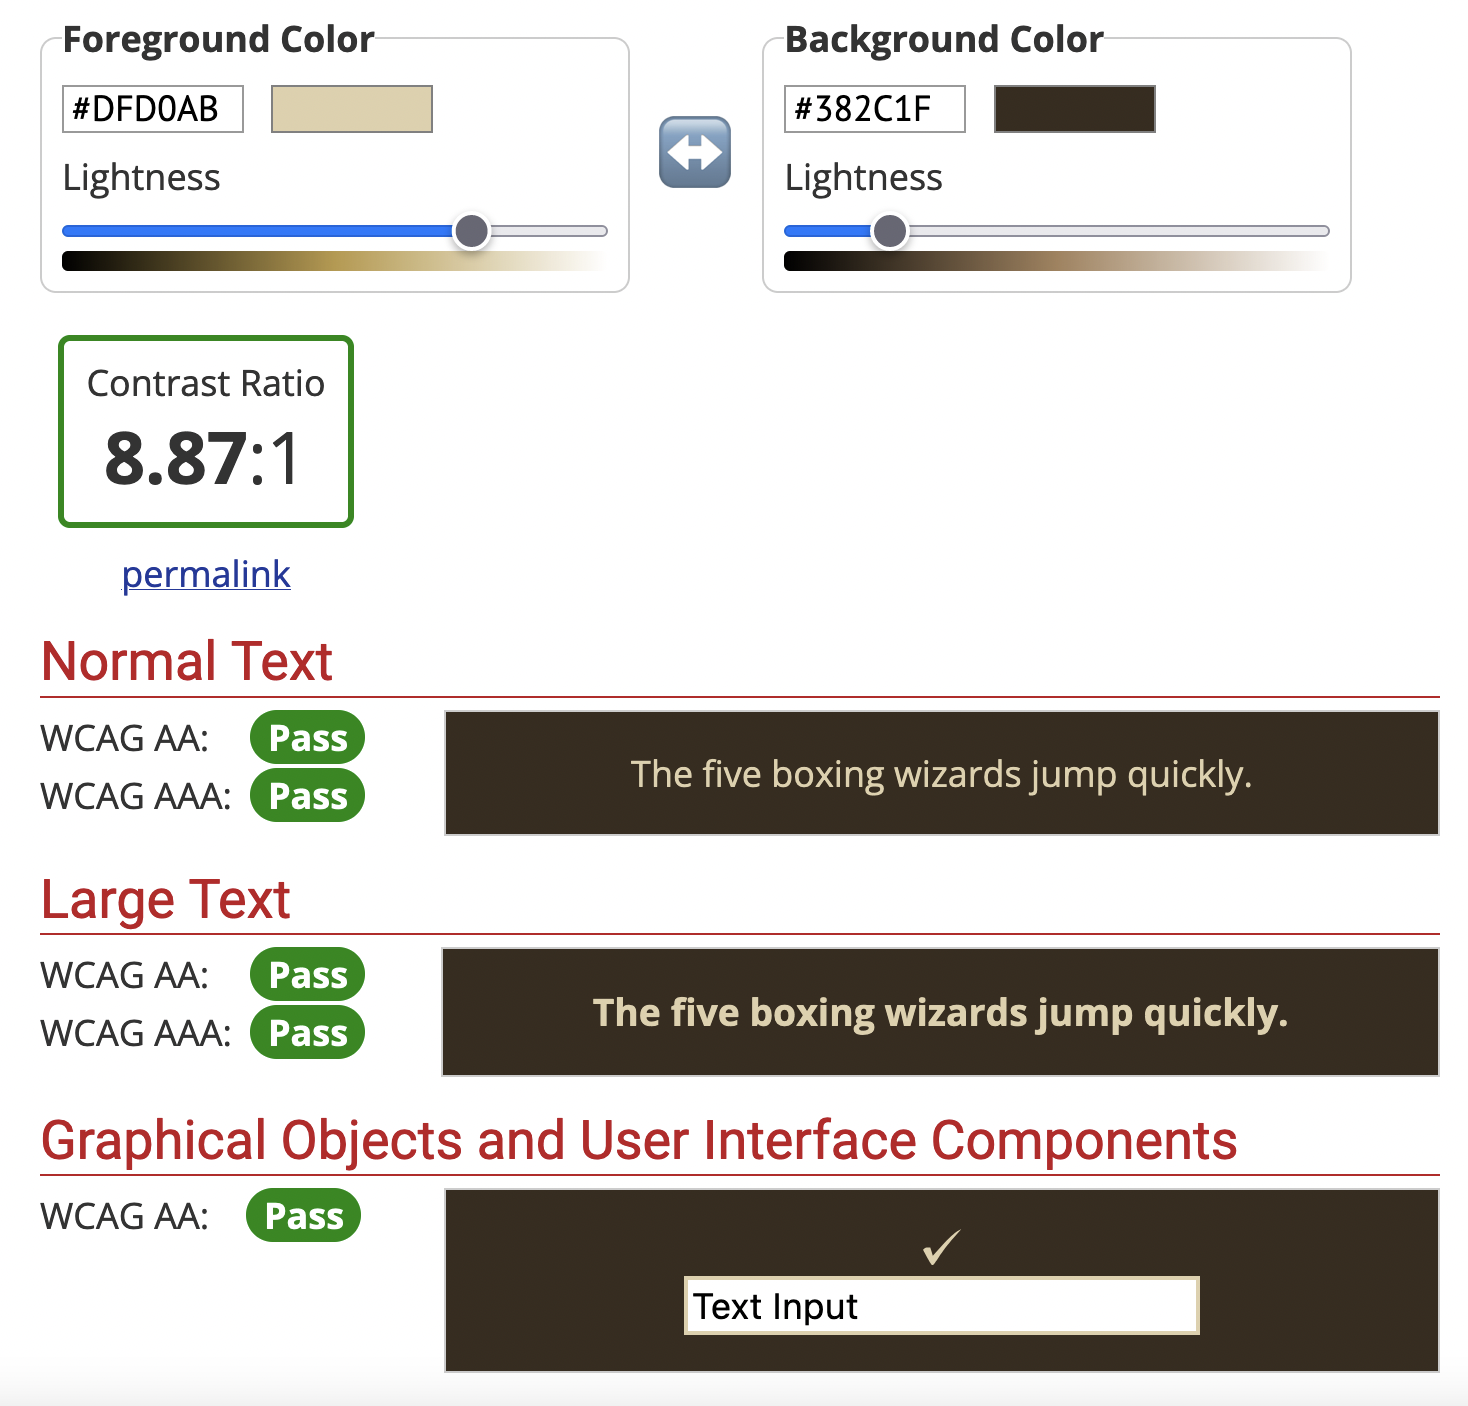 Foreground Color
#DFD0AB
Lightness
Background Color
#382C1F
Lightness
Contrast Ratio
8.87:1
permalink
Normal Text
WCAG AA: Pass
WCAG AAA: Pass
The five boxing wizards jump quickly.
Large Text
WCAG AA: Pass
WCAG AAA: Pass
The five boxing wizards jump quickly.
Graphical Objects and User Interface Components
WCAG AA: Pass
✓
Text Input